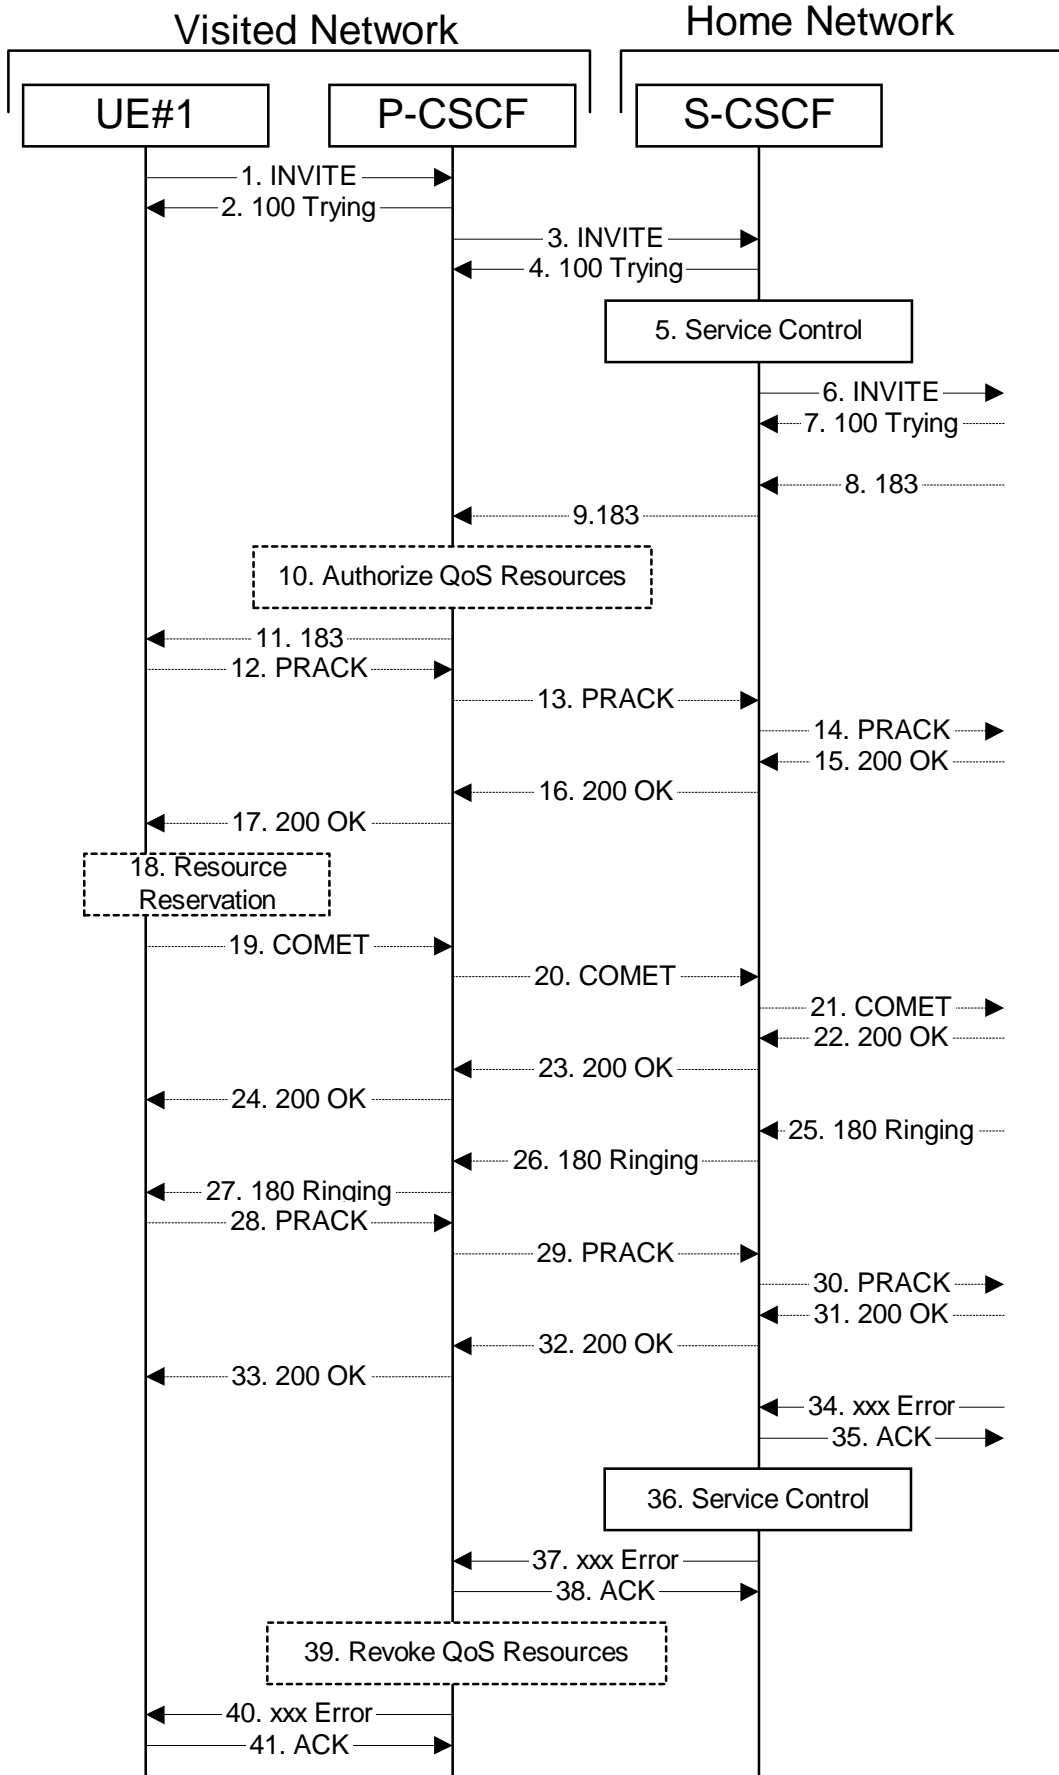 Visited Network
Home Network
UE#1
P-CSCF
S-CSCF
1. INVITE
2. 100 Trying
3. INVITE
4. 100 Trying
5. Service Control
6. INVITE
7. 100 Trying
8. 183
9.183
10. Authorize QoS Resources
11. 183
12. PRACK
13. PRACK
14. PRACK
15. 200 OK
16. 200 OK
17. 200 OK
18. Resource
Reservation
19. COMET
20. COMET
21. COMET
22. 200 OK
23. 200 OK
24. 200 OK
25. 180 Ringing
26. 180 Ringing
27. 180 Ringing
28. PRACK
29. PRACK
30. PRACK
31. 200 OK
32. 200 OK
33. 200 OK
34. xxx Error
35. ACK
36. Service Control
37. xxx Error
38. ACK
39. Revoke QoS Resources
40. xxx Error
41. ACK